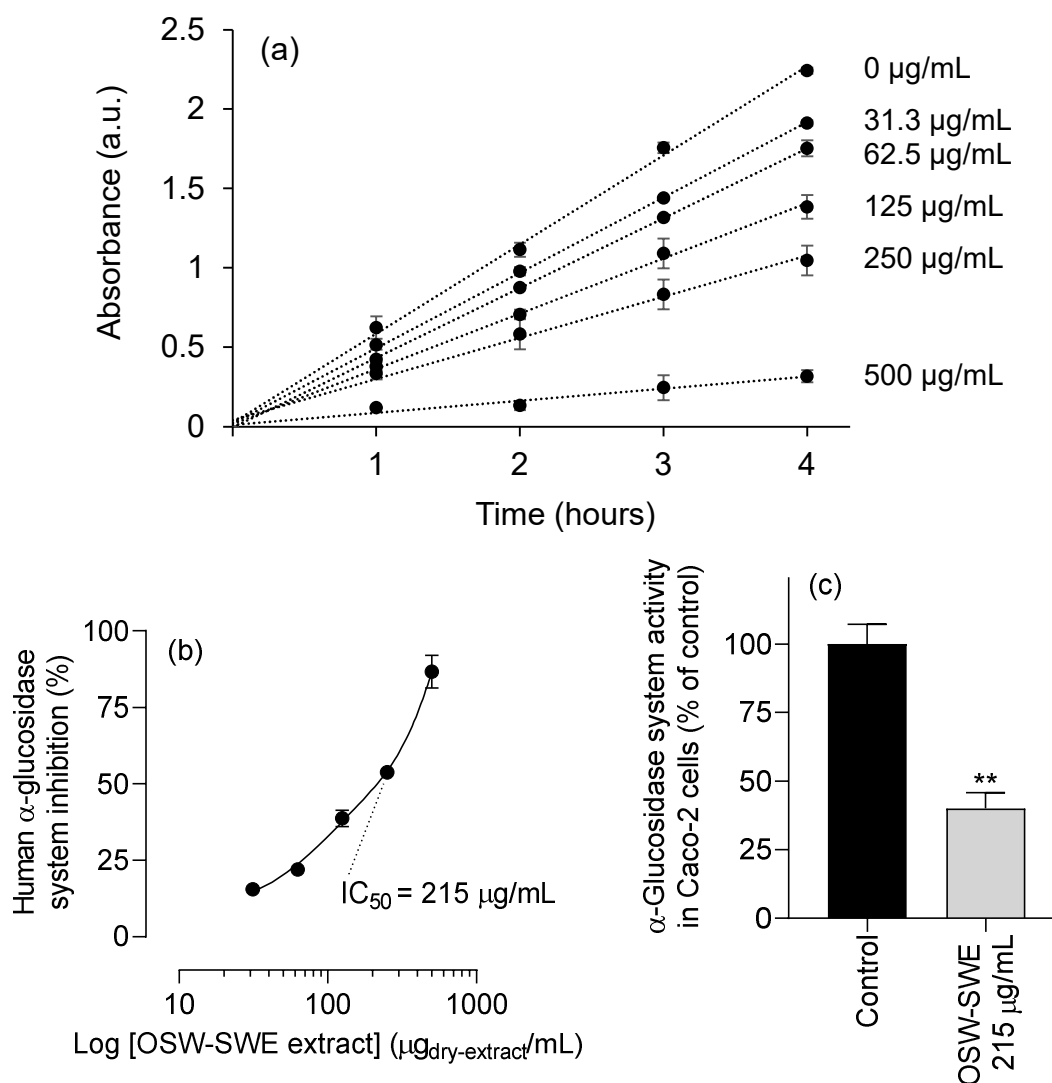 (a)
Absorbance (a.u.)
2.5
2
1.5
1
0.5
0
1 2 3 4
Time (hours)
0 µg/mL
31.3 µg/mL
62.5 µg/mL
125 µg/mL
250 µg/mL
500 µg/mL
(b)
Human α-glucosidase
system inhibition (%)
100
75
50
25
0
IC50 = 215 µg/mL
10 100 1000
Log [OSW-SWE extract] (µgdry-extract/mL)
(c)
α-Glucosidase system activity
in Caco-2 cells (% of control)
100
75
50
25
0
**
Control
OSW-SWE
215 µg/mL